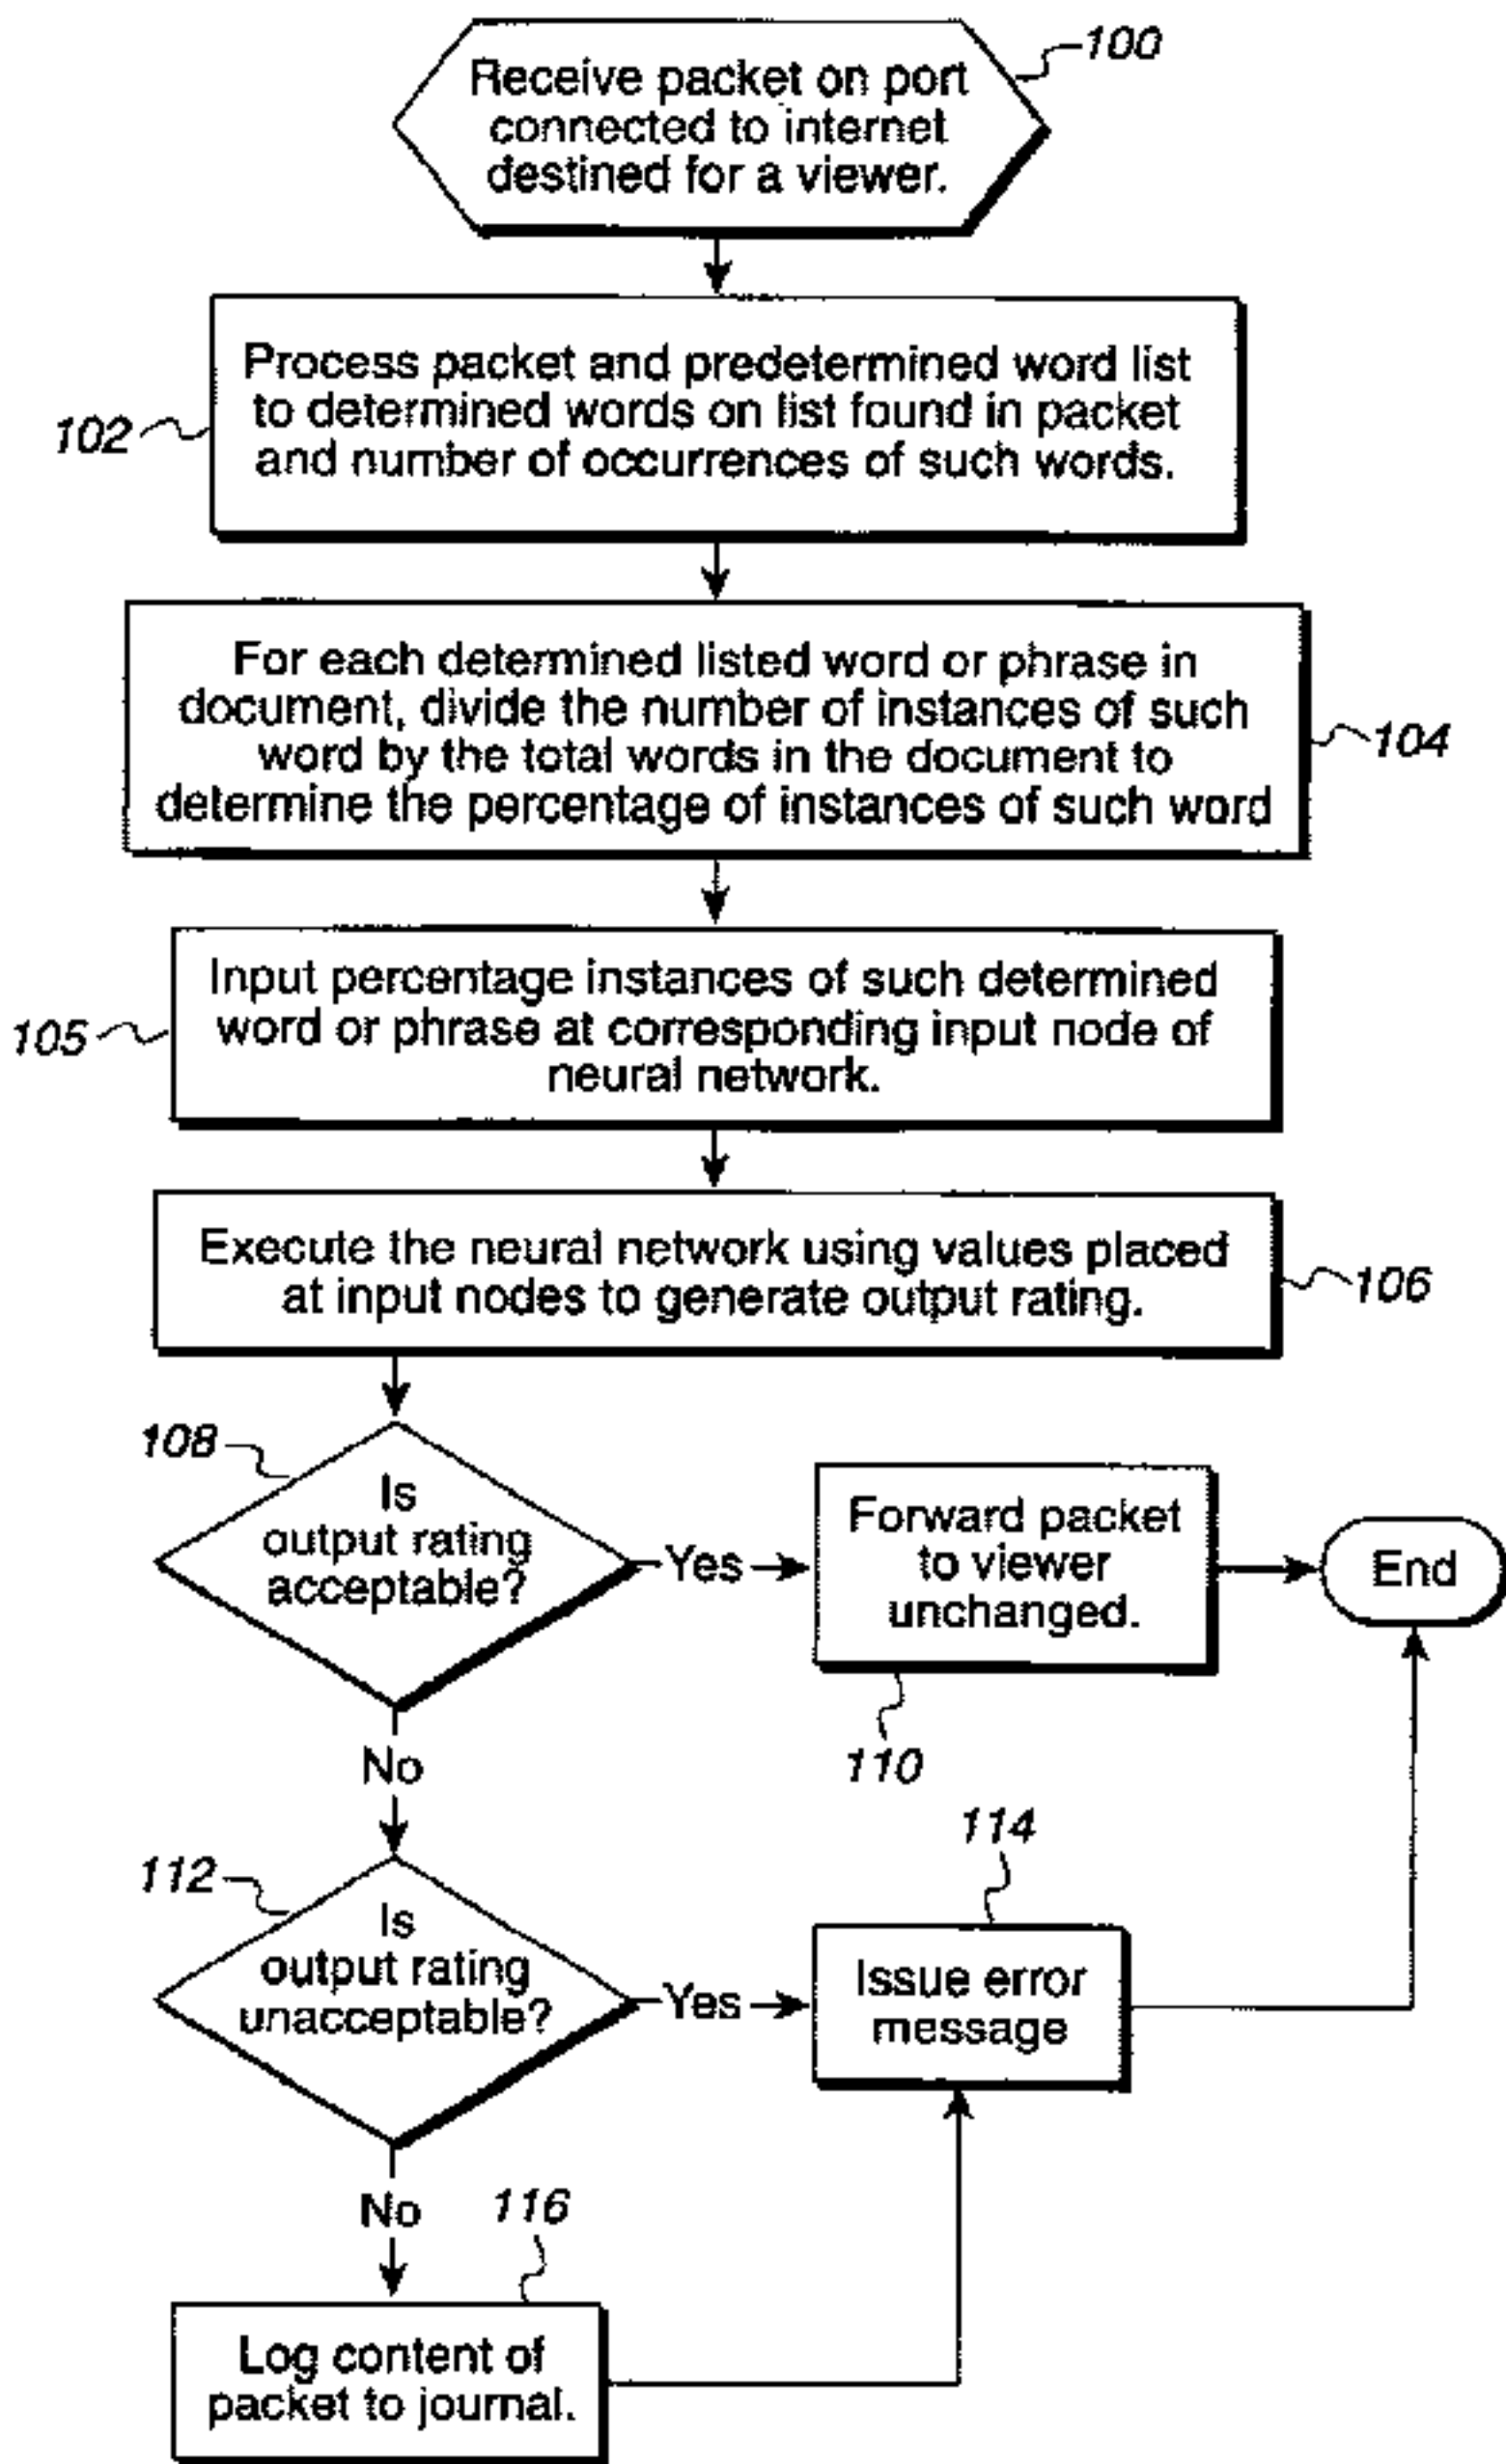 100
Receive packet on port
connected to internet
destined for a viewer.
Process packet and predetermined word list
to determined words on list found in packet
and number of occurrences of such words.
102
For each determined listed word or phrase in
document, divide the number of instances of such
word by the total words in the document to
determine the percentage of instances of such word
104
Input percentage instances of such determined
word or phrase at corresponding input node of
neural network.
105
Execute the neural network using values placed
at input nodes to generate output rating.
106
108
Is
output rating
acceptable?
Yes
Forward packet
to viewer
unchanged.
End
110
No
114
112
Is
output rating
unacceptable?
Yes
Issue error
message
No
116
Log content of
packet to journal.